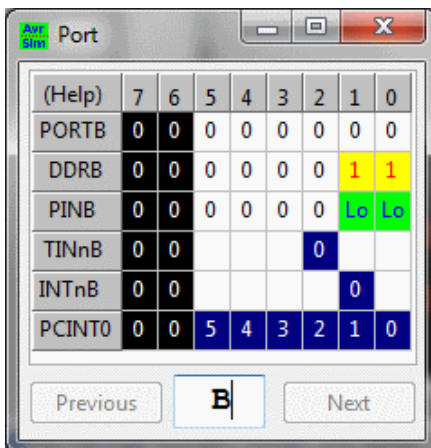 Avr Sim Port
(Help) 7 6 5 4 3 2 1 0
PORTB 0 0 0 0 0 0 0 0
DDRB 0 0 0 0 0 0 1 1
PINB 0 0 0 0 0 0 Lo Lo
TINnB 0 0 0
INTnB 0 0 0
PCINT0 0 0 5 4 3 2 1 0
Previous B Next